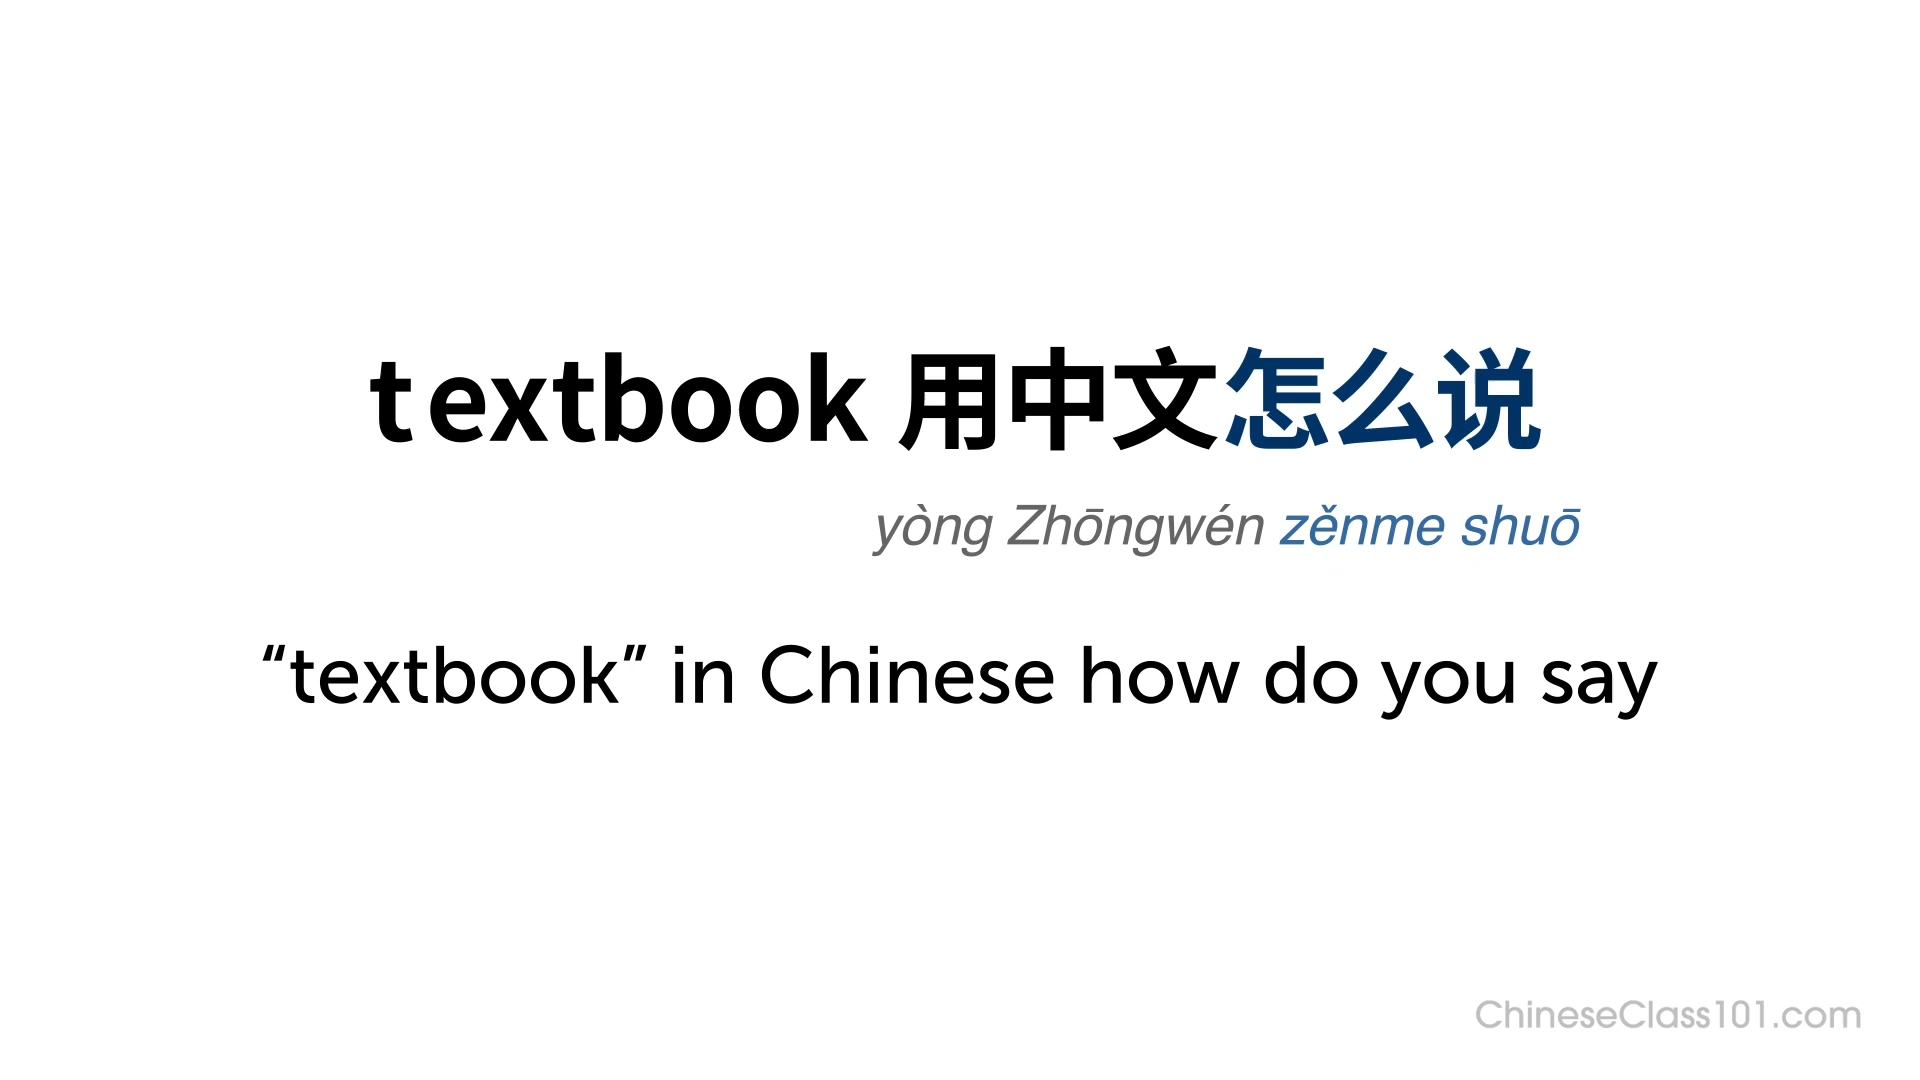 textbook 用中文怎么说
yòng Zhōngwén zěnme shuō
“textbook” in Chinese how do you say
ChineseClass101.com